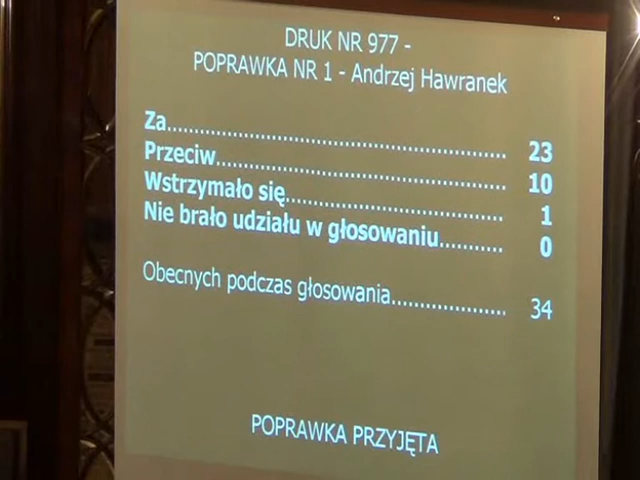 DRUK NR 977 -
POPRAWKA NR 1 - Andrzej Hawranek
Za........................................................ 23
Przeciw................................................ 10
Wstrzymało się.................................... 1
Nie brało udziału w głosowaniu.......... 0
Obecnych podczas głosowania................... 34
POPRAWKA PRZYJĘTA